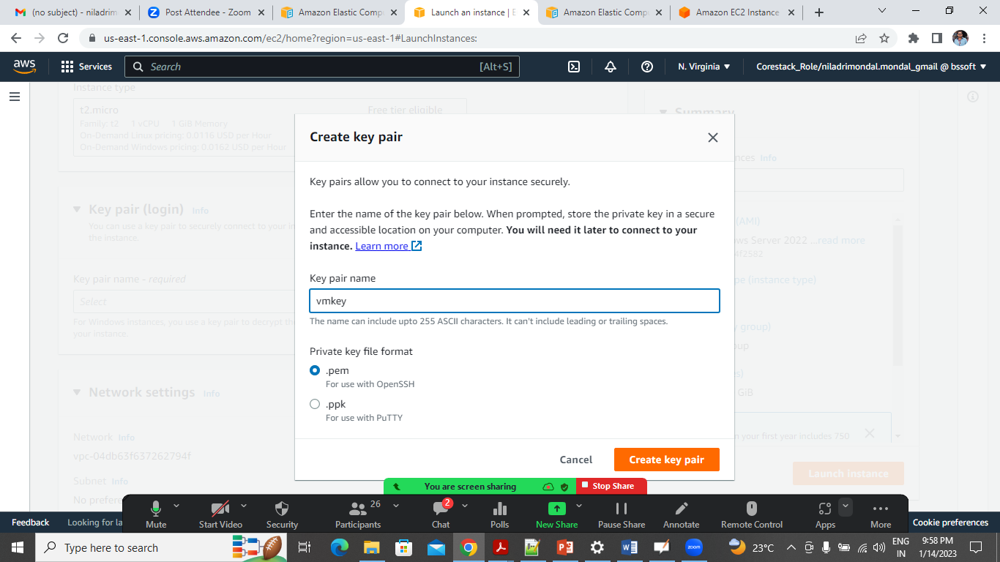 (no subject) - niladrim
Post Attendee - Zoom
Amazon Elastic Comp
Launch an instance | E
Amazon Elastic Comp
Amazon EC2 Instance
us-east-1.console.aws.amazon.com/ec2/home?region=us-east-1#LaunchInstances:
aws
Services
Search
[Alt+S]
N. Virginia
Corestack_Role/niladrimondal.mondal_gmail @ bssoft
Instance type
t2.micro
Free tier eligible
Family: t2 1 vCPU 1 GiB Memory
On-Demand Linux pricing: 0.0116 USD per Hour
On-Demand Windows pricing: 0.0162 USD per Hour
Key pair (login) Info
You can use a key pair to securely connect to your in
the instance.
Key pair name - required
Select
For Windows instances, you use a key pair to decrypt th
your instance.
Network settings Info
Network Info
vpc-04db63f637262794f
Subnet Info
No prefere
Create key pair
Key pairs allow you to connect to your instance securely.
Enter the name of the key pair below. When prompted, store the private key in a secure
and accessible location on your computer. You will need it later to connect to your
instance. Learn more
Key pair name
vmkey
The name can include upto 255 ASCII characters. It can't include leading or trailing spaces.
Private key file format
.pem
For use with OpenSSH
.ppk
For use with PuTTY
Cancel
Create key pair
Summary
nces Info
(AMI)
ws Server 2022 ...read more
4f2582
pe (instance type)
y group)
oup
s)
GiB
n your first year includes 750
Launch instance
You are screen sharing
Stop Share
Mute
Start Video
Security
Participants
26
Chat
2
Polls
New Share
Pause Share
Annotate
Remote Control
Apps
More
Feedback
Looking for la
Cookie preferences
Type here to search
zoom
23°C
ENG
IN
9:58 PM
1/14/2023